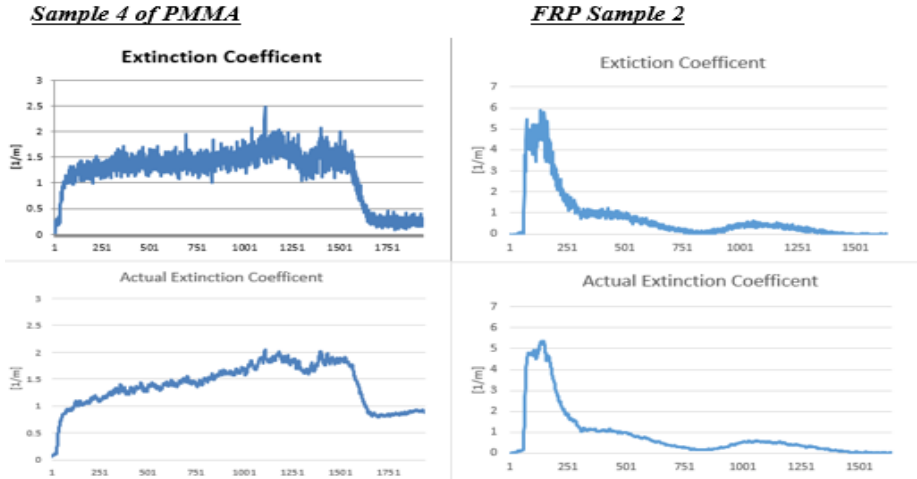 Sample 4 of PMMA
FRP Sample 2
Extinction Coefficent
[1/m]
3
2.5
2
1.5
1
0.5
0
1 251 501 751 1001 1251 1501 1751
Extiction Coefficent
[1/m]
7
6
5
4
3
2
1
0
1 251 501 751 1001 1251 1501
Actual Extinction Coefficent
[1/m]
3
2.5
2
1.5
1
0.5
0
1 251 501 751 1001 1251 1501 1751
Actual Extinction Coefficent
[1/m]
7
6
5
4
3
2
1
0
1 251 501 751 1001 1251 1501